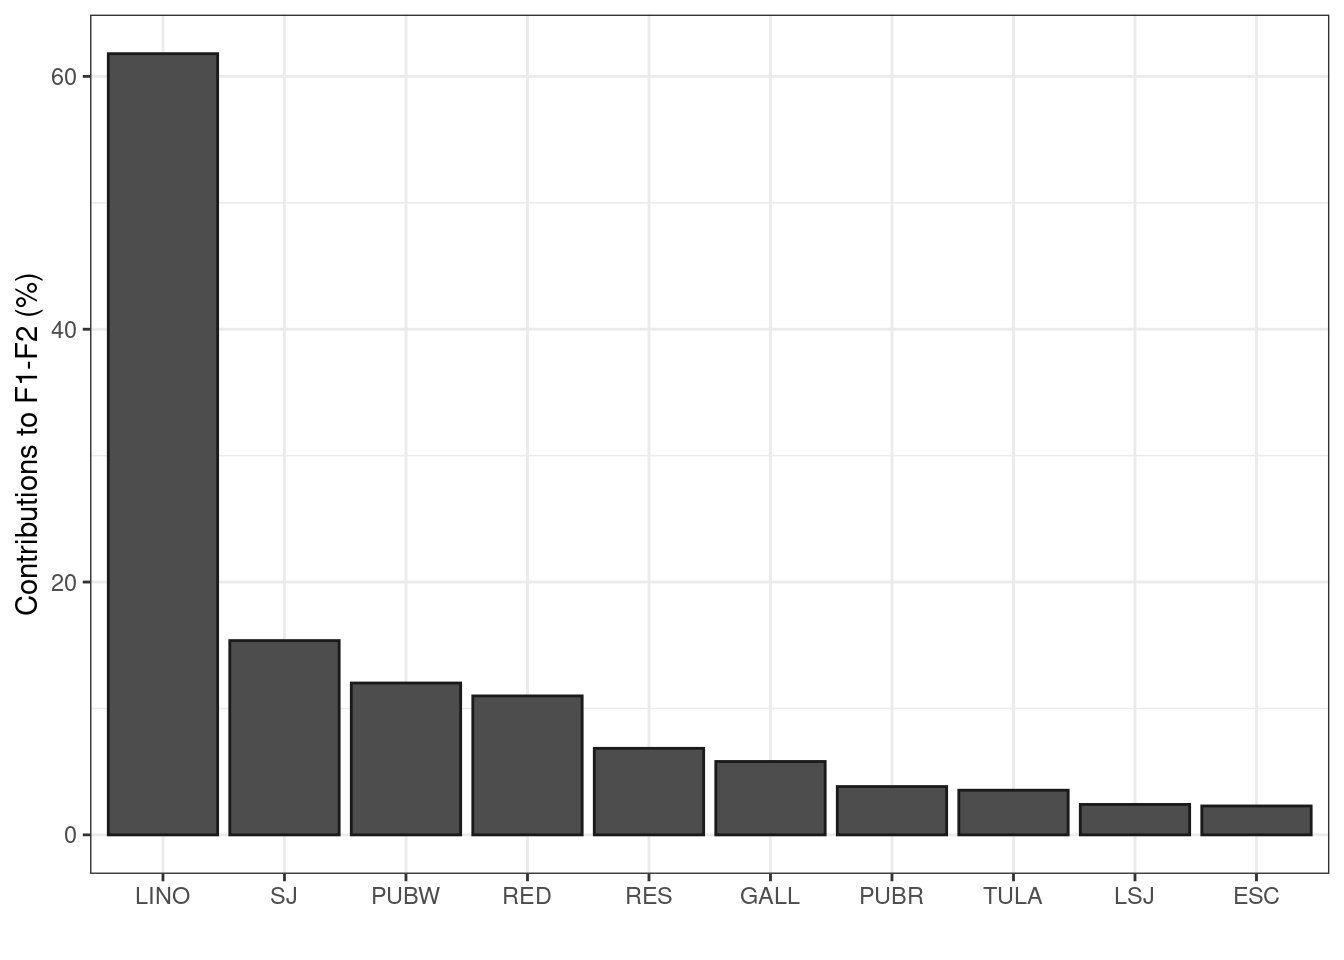 Contributions to F1-F2 (%)
60
40
20
0
LINO SJ PUBW RED RES GALL PUBR TULA LSJ ESC